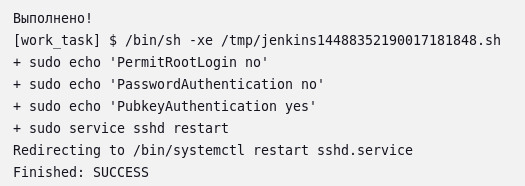 Выполнено!
[work_task] $ /bin/sh -xe /tmp/jenkins14488352190017181848.sh
+ sudo echo 'PermitRootLogin no'
+ sudo echo 'PasswordAuthentication no'
+ sudo echo 'PubkeyAuthentication yes'
+ sudo service sshd restart
Redirecting to /bin/systemctl restart sshd.service
Finished: SUCCESS